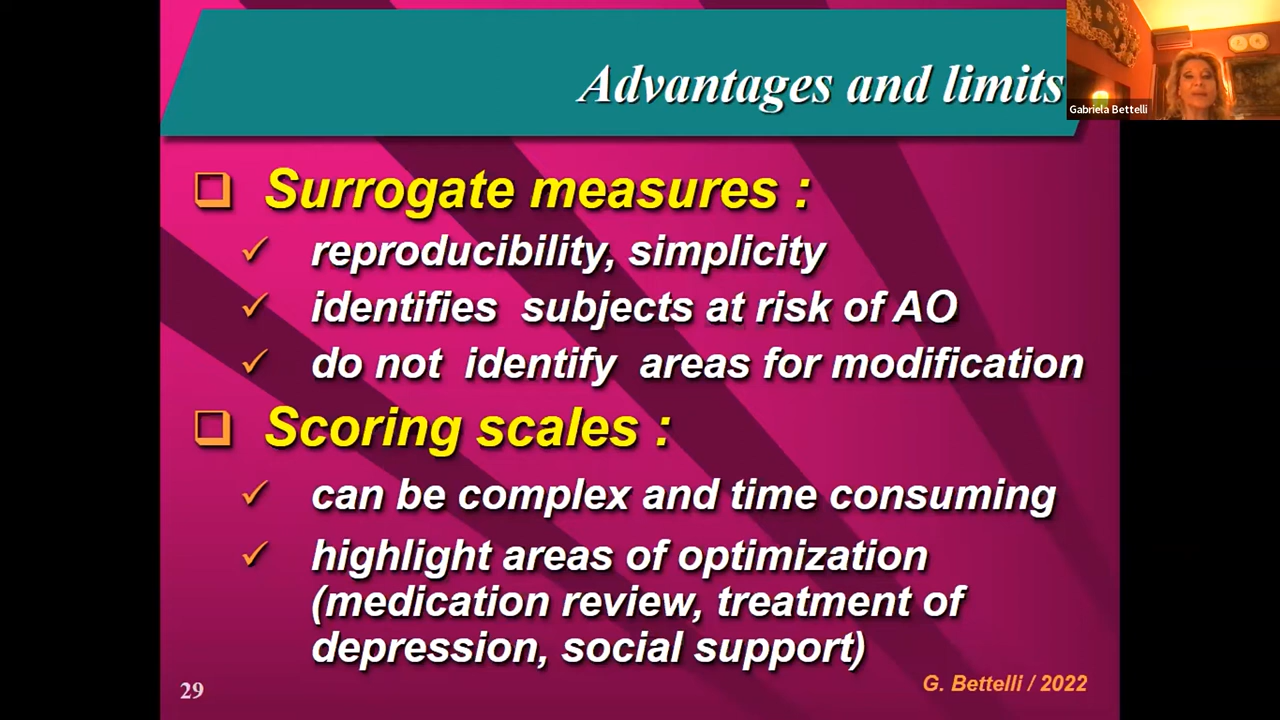 Advantages and limits
Gabriela Bettelli
Surrogate measures :
reproducibility, simplicity
identifies subjects at risk of AO
do not identify areas for modification
Scoring scales :
can be complex and time consuming
highlight areas of optimization
(medication review, treatment of
depression, social support)
29
G. Bettelli / 2022